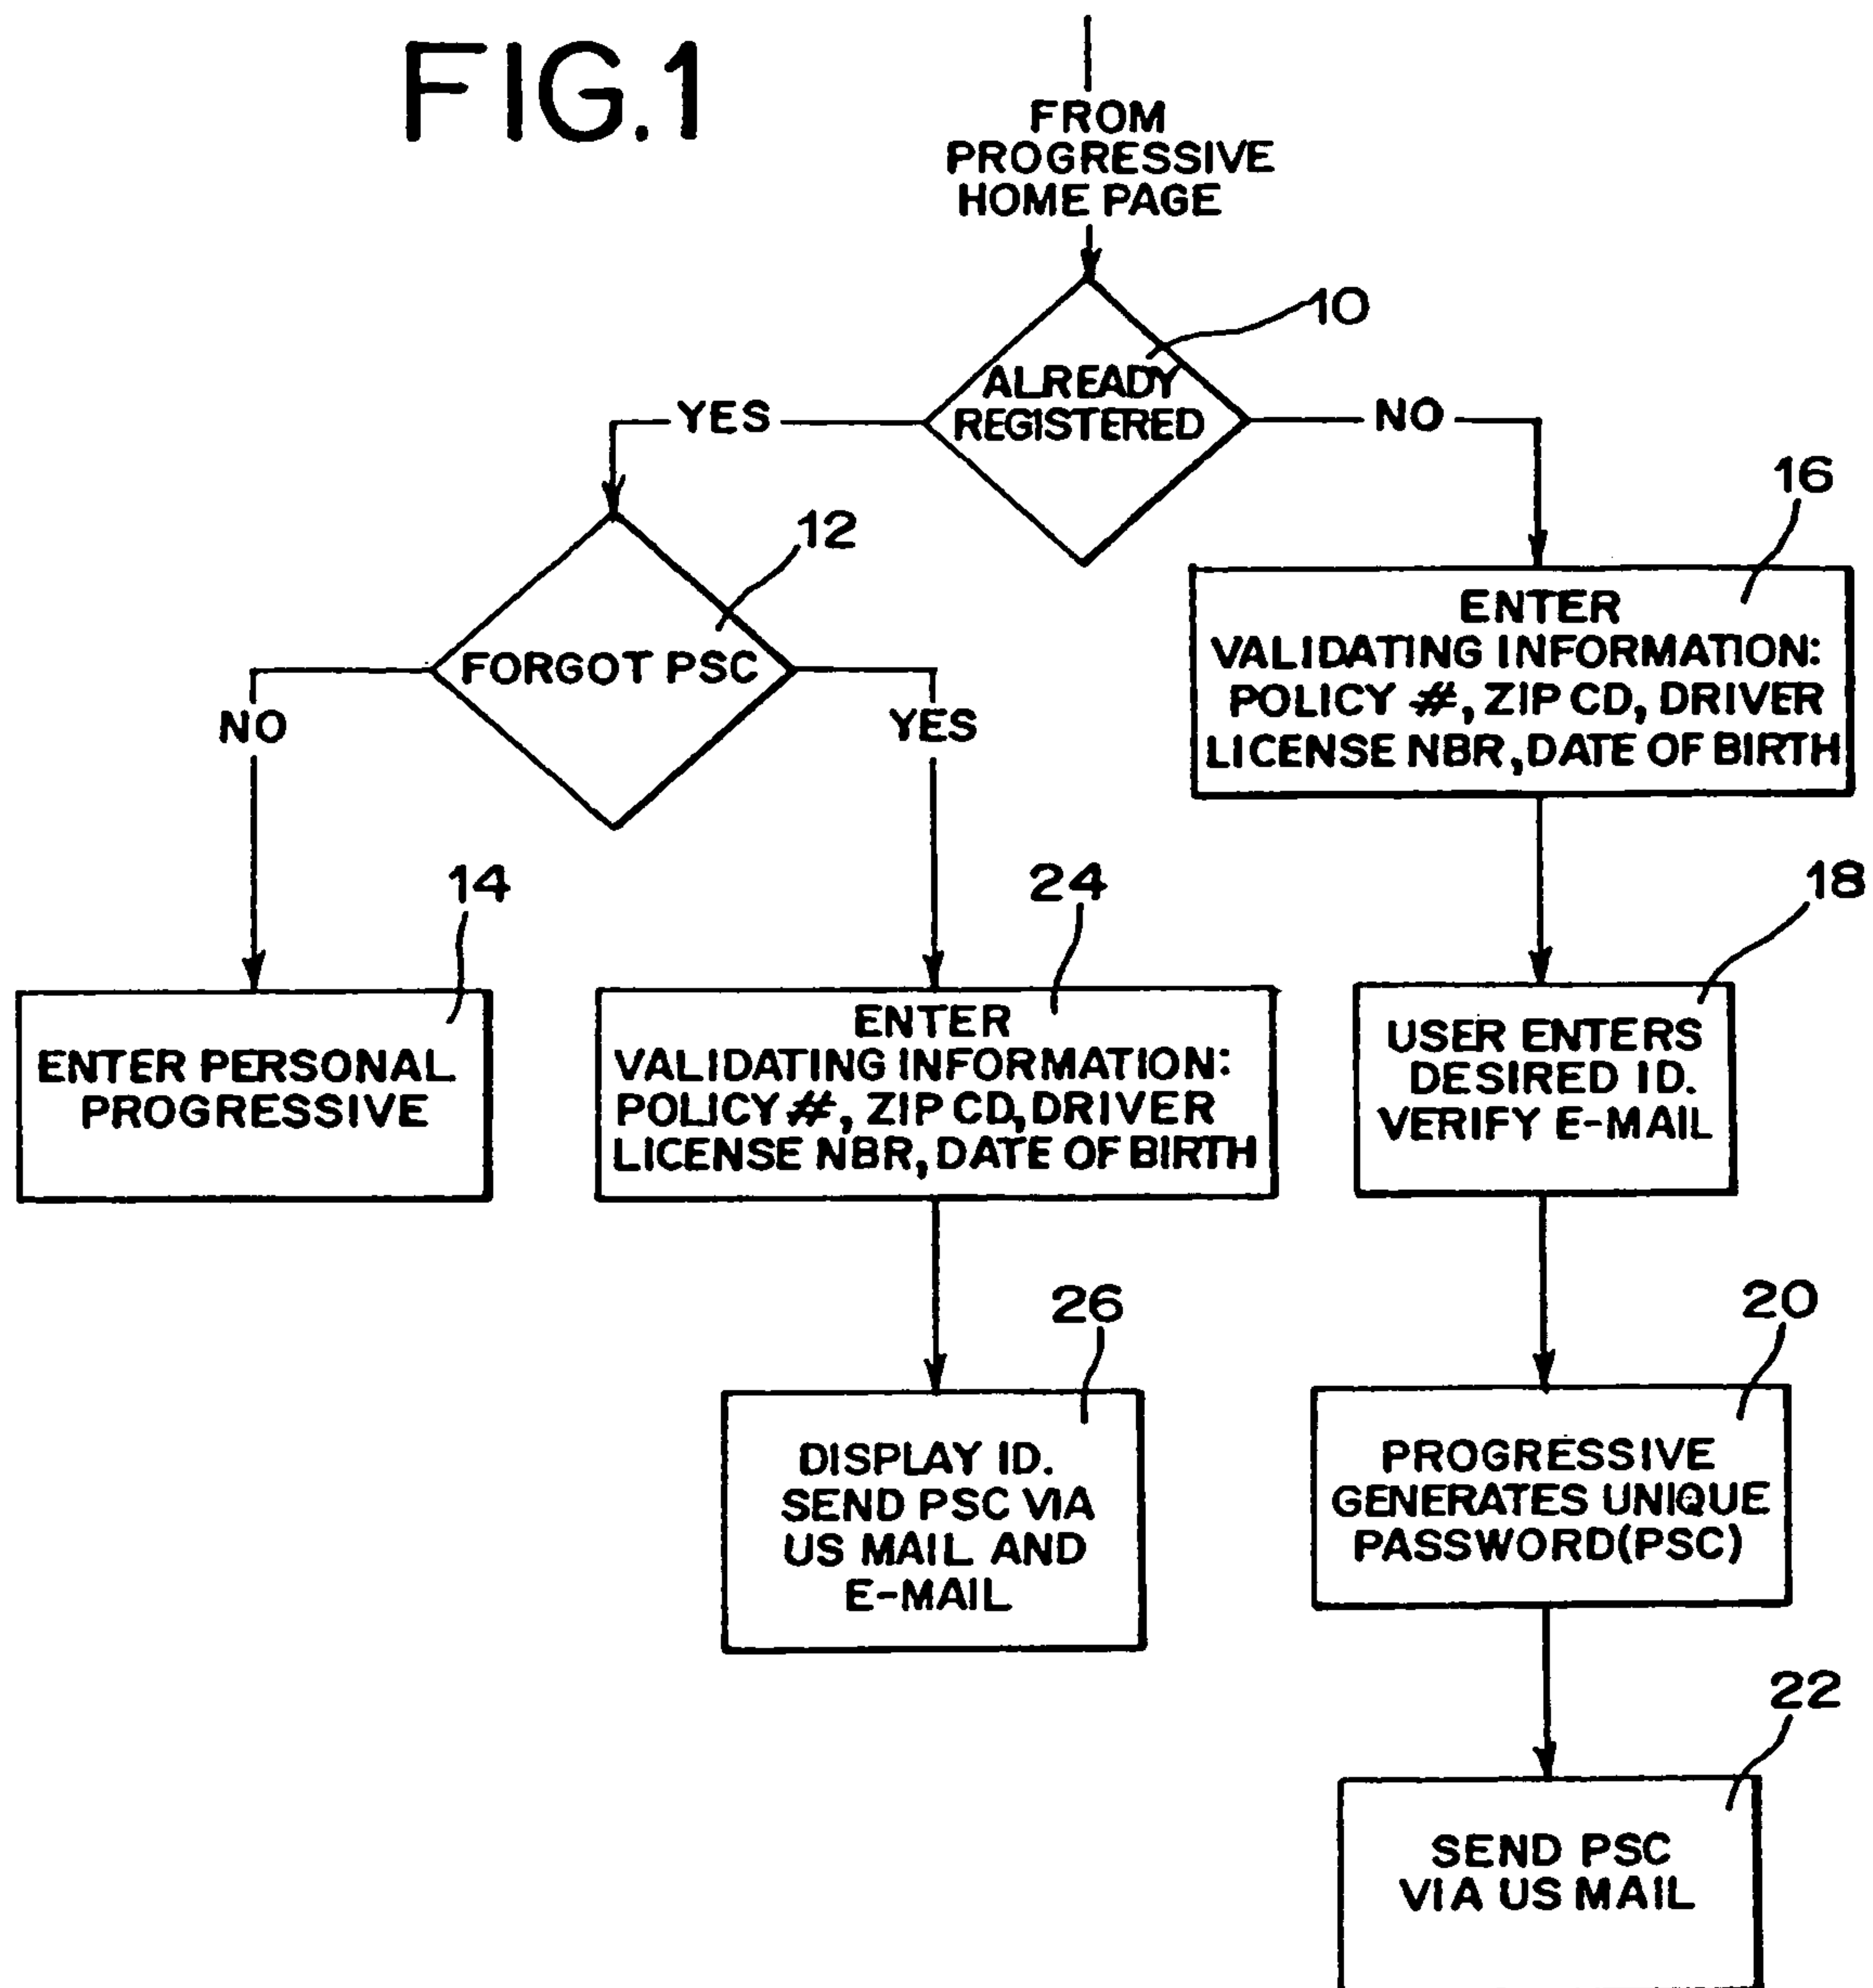 FIG.1
FROM
PROGRESSIVE
HOME PAGE
10
ALREADY
REGISTERED
YES
NO
16
12
ENTER
VALIDATING INFORMATION:
POLICY #, ZIP CD, DRIVER
LICENSE NBR, DATE OF BIRTH
FORGOT PSC
NO
YES
14
24
18
ENTER PERSONAL
PROGRESSIVE
ENTER
VALIDATING INFORMATION:
POLICY #, ZIP CD, DRIVER
LICENSE NBR, DATE OF BIRTH
USER ENTERS
DESIRED ID.
VERIFY E-MAIL
26
20
DISPLAY ID.
SEND PSC VIA
US MAIL AND
E-MAIL
PROGRESSIVE
GENERATES UNIQUE
PASSWORD(PSC)
22
SEND PSC
VIA US MAIL